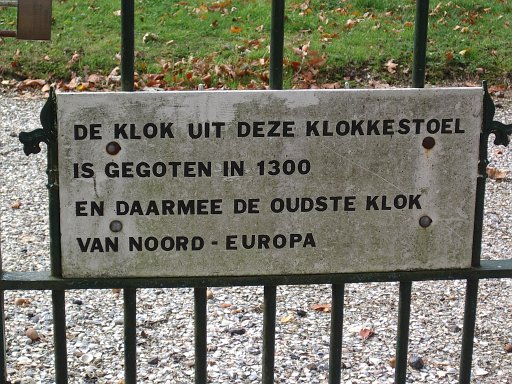 DE KLOK UIT DEZE KLOKKESTOEL
IS GEGOTEN IN 1300
EN DAARMEE DE OUDSTE KLOK
VAN NOORD - EUROPA